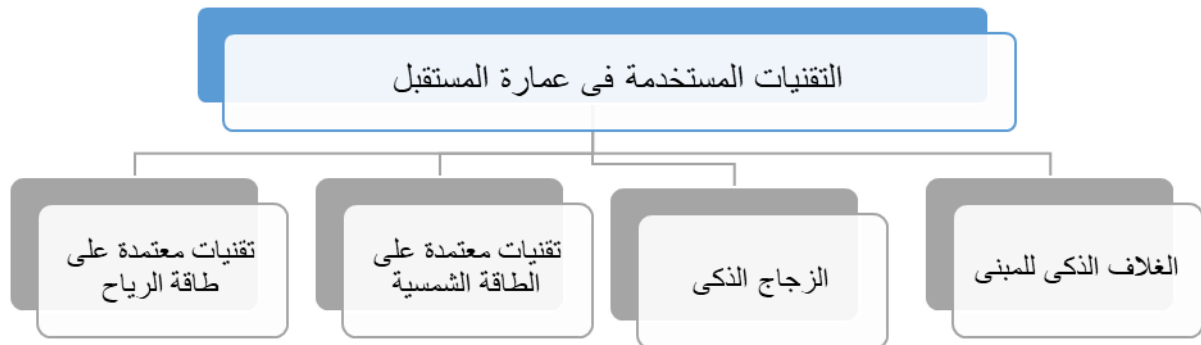 التقنيات المستخدمة فى عمارة المستقبل
الغلاف الذكى للمبنى
الزجاج الذكى
تقنيات معتمدة على
الطاقة الشمسية
تقنيات معتمدة على
طاقة الرياح